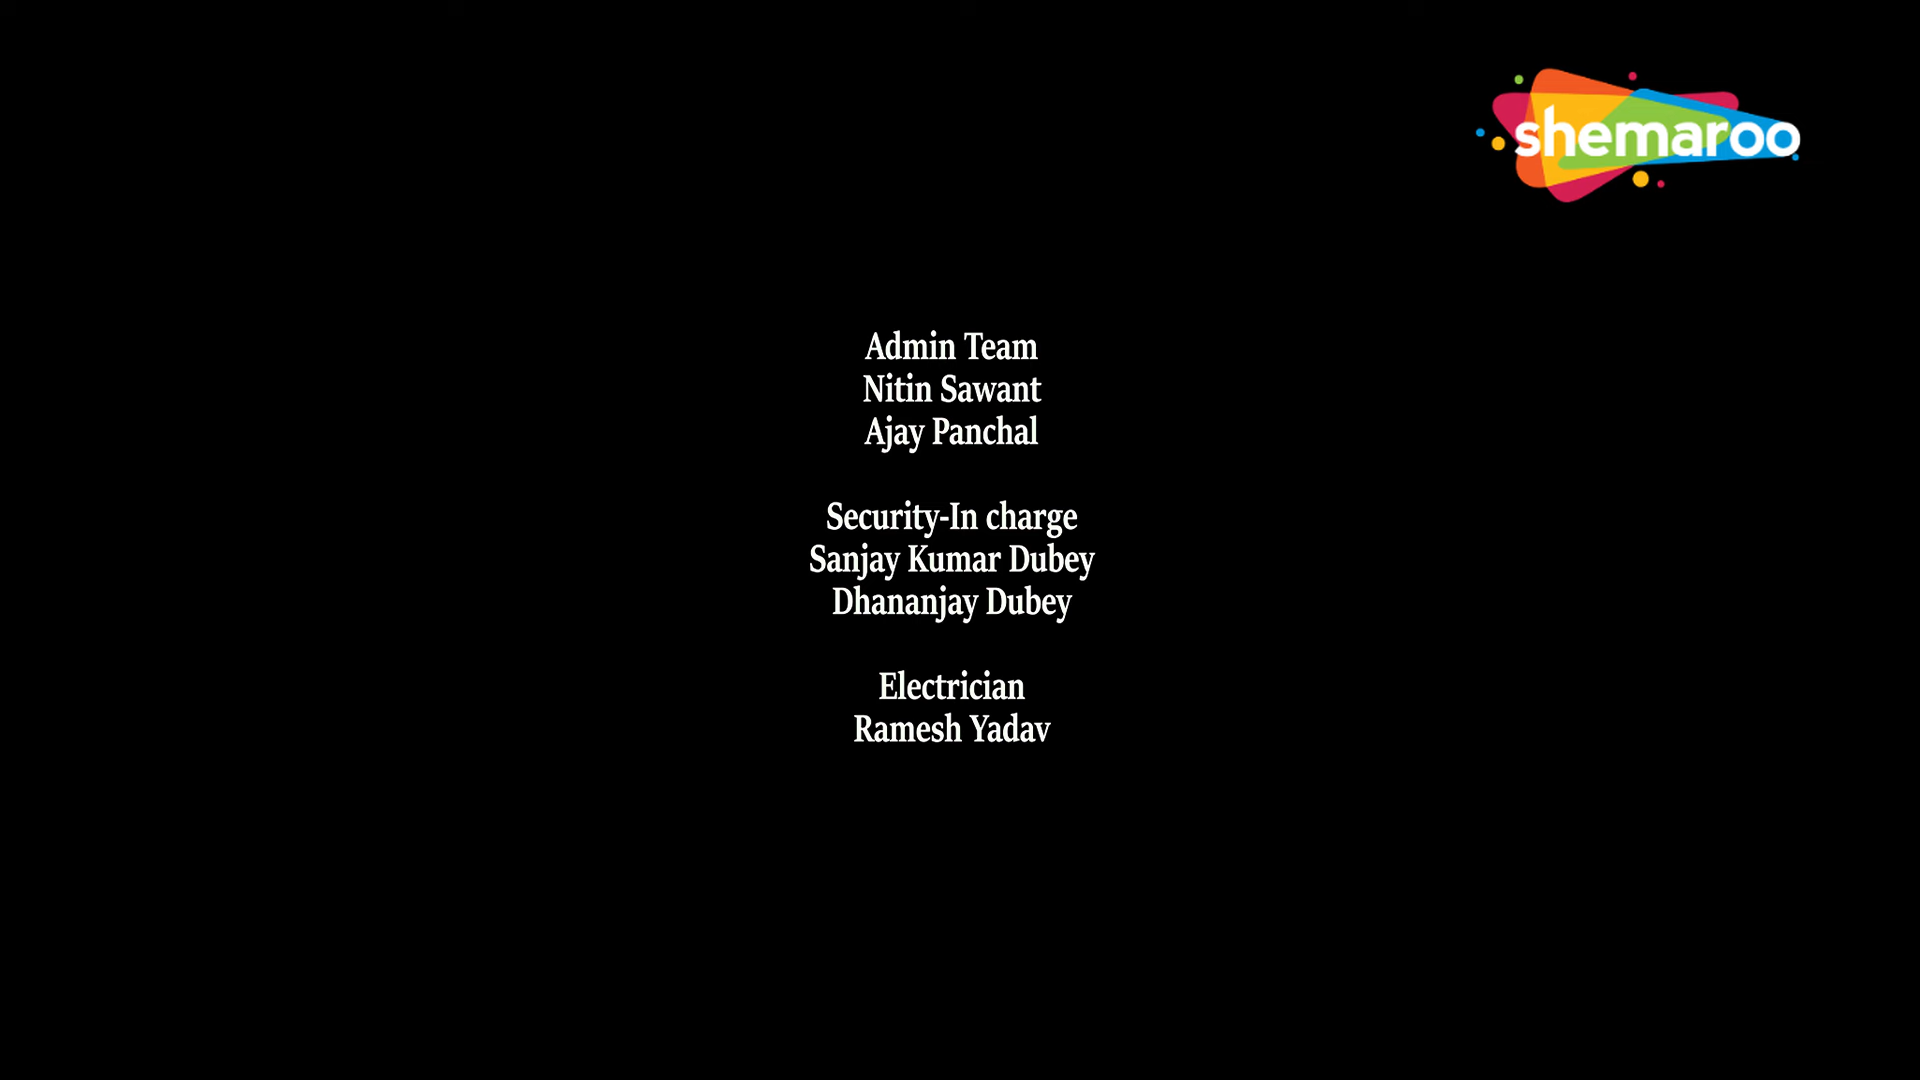 shemaroo
Admin Team
Nitin Sawant
Ajay Panchal
Security-In charge
Sanjay Kumar Dubey
Dhananjay Dubey
Electrician
Ramesh Yadav